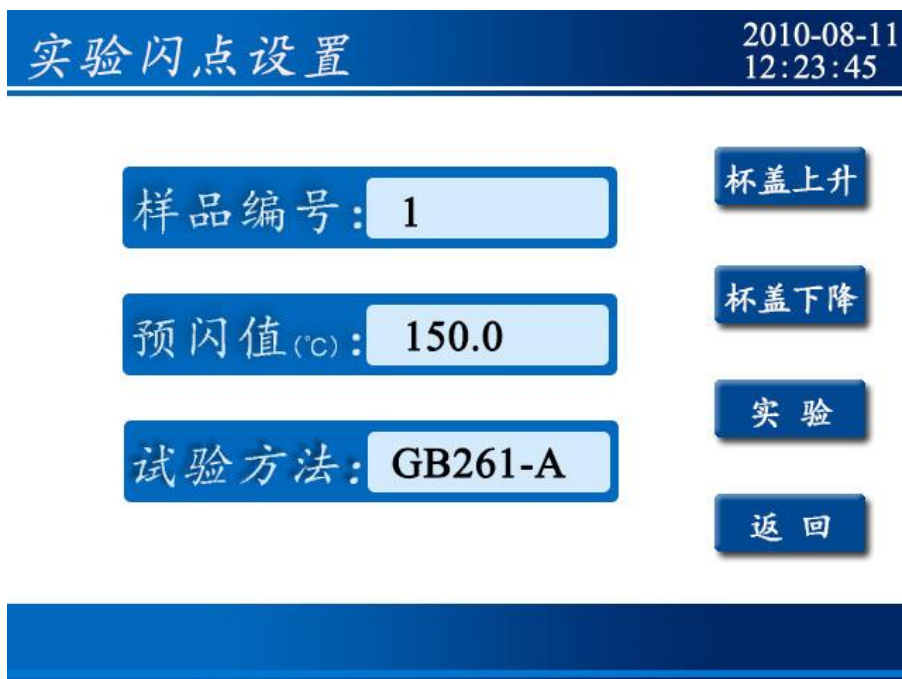 实验闪点设置
2010-08-11
12:23:45
样品编号: 1
预闪值(℃): 150.0
试验方法: GB261-A
杯盖上升
杯盖下降
实 验
返 回